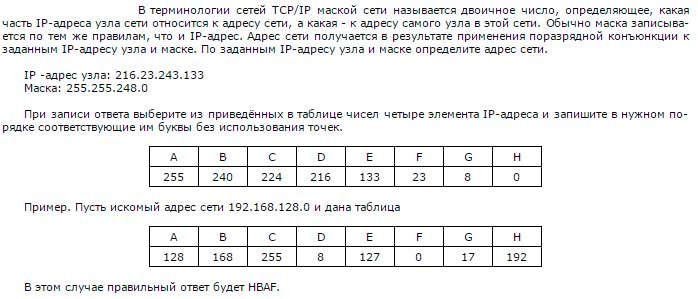 В терминологии сетей TCP/IP маской сети называется двоичное число, определяющее, какая
часть IP-адреса узла сети относится к адресу сети, а какая - к адресу самого узла в этой сети. Обычно маска записыва-
ется по тем же правилам, что и IP-адрес. Адрес сети получается в результате применения поразрядной конъюнкции к
заданным IP-адресу узла и маске. По заданным IP-адресу узла и маске определите адрес сети.
IP -адрес узла: 216.23.243.133
Маска: 255.255.248.0
При записи ответа выберите из приведённых в таблице чисел четыре элемента IP-адреса и запишите в нужном по-
рядке соответствующие им буквы без использования точек.
A B C D E F G H
255 240 224 216 133 23 8 0
Пример. Пусть искомый адрес сети 192.168.128.0 и дана таблица
A B C D E F G H
128 168 255 8 127 0 17 192
В этом случае правильный ответ будет HBAF.